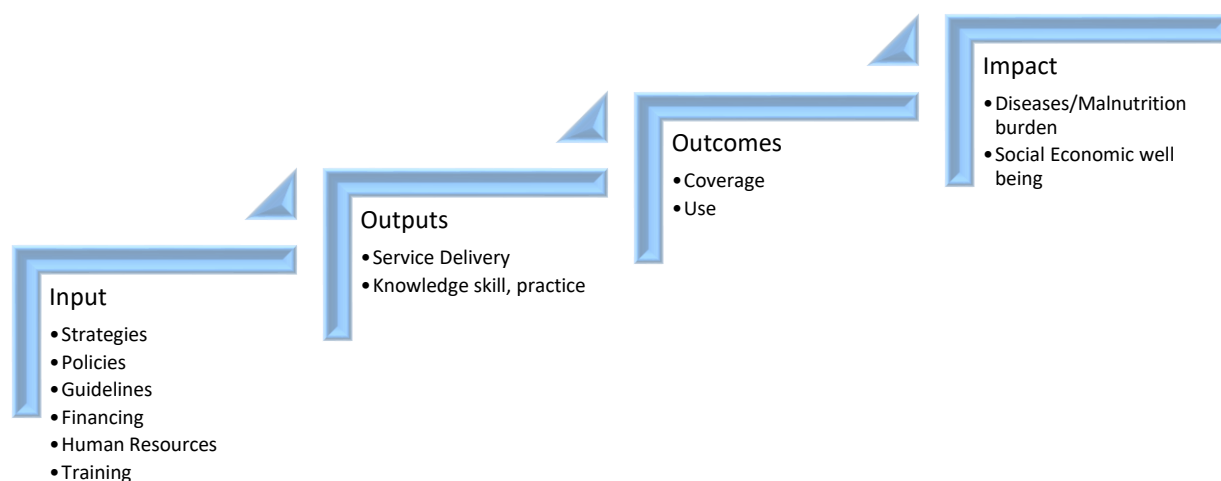 Input
•Strategies
•Policies
•Guidelines
•Financing
•Human Resources
•Training
Outputs
•Service Delivery
•Knowledge skill, practice
Outcomes
•Coverage
•Use
Impact
•Diseases/Malnutrition
burden
•Social Economic well
being